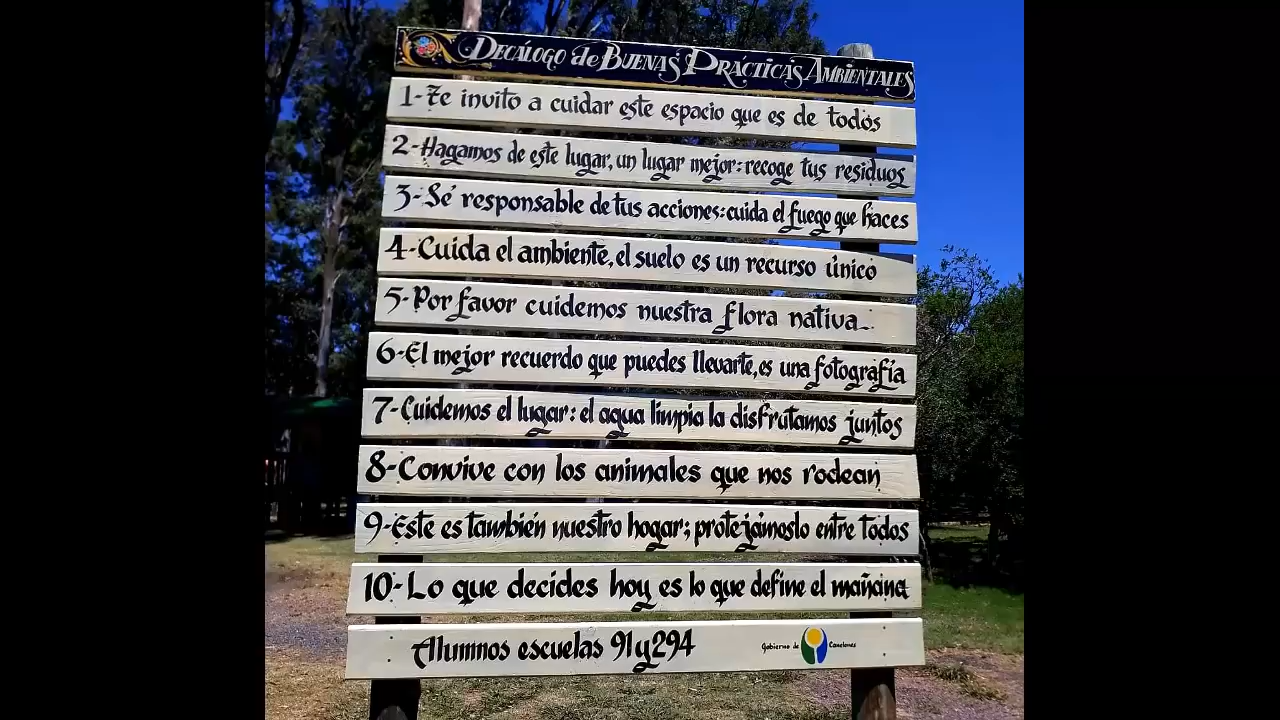 Decálogo de Buenas Prácticas Ambientales
1-Te invito a cuidar este espacio que es de todos
2-Hagamos de este lugar, un lugar mejor: recoge tus residuos
3-Sé responsable de tus acciones: cuida el fuego que haces
4-Cuida el ambiente, el suelo es un recurso único
5-Por favor cuidemos nuestra flora nativa..
6-El mejor recuerdo que puedes llevarte, es una fotografía
7-Cuidemos el lugar: el agua limpia la disfrutamos juntos
8-Convive con los animales que nos rodean
9-Este es también nuestro hogar; protejámoslo entre todos
10-Lo que decides hoy es lo que define el mañana
Alumnos escuelas 91 y 294
Gobierno de Canelones